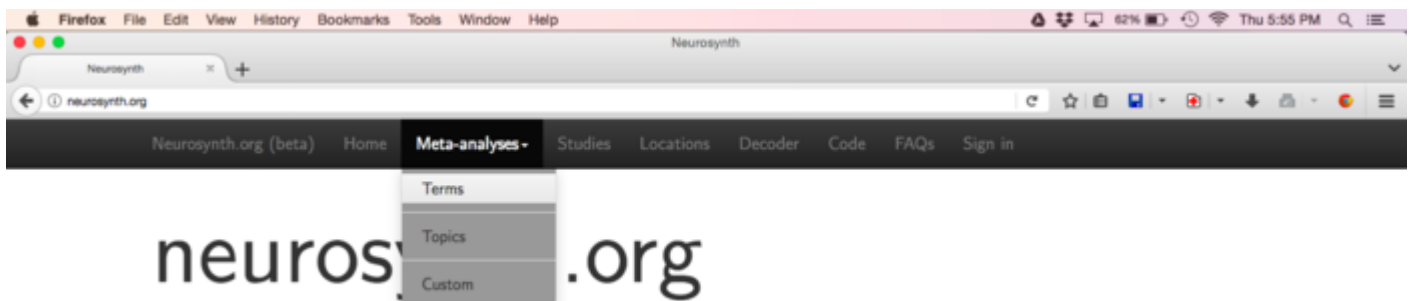 Firefox File Edit View History Bookmarks Tools Window Help 62% Thu 5:55 PM
Neurosynth
Neurosynth
neurosynth.org
Neurosynth.org (beta) Home Meta-analyses Studies Locations Decoder Code FAQs Sign in
Terms
Topics
neuros .org
Custom